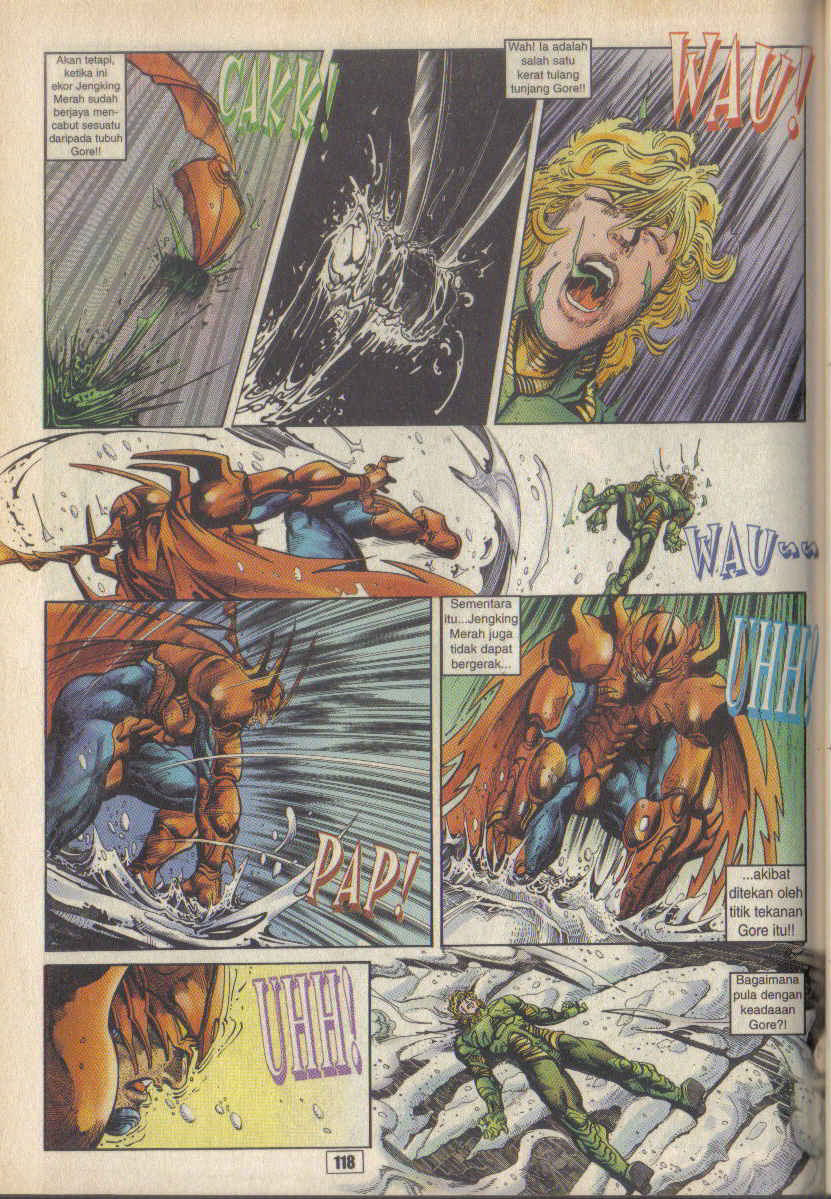 Akan tetapi,
ketika ini
ekor Jengking
Merah sudah
berjaya men-
cabut sesuatu
daripada tubuh
Gore!!
CAKK!
Wah! Ia adalah
salah satu
kerat tulang
tunjang Gore!!
WAU!
WAU~~
PAP!
Sementara
itu...Jengking
Merah juga
tidak dapat
bergerak...
UHH!
...akibat
ditekan oleh
titik tekanan
Gore itu!!
UHH!
Bagaimana
pula dengan
keadaaan
Gore?!
118